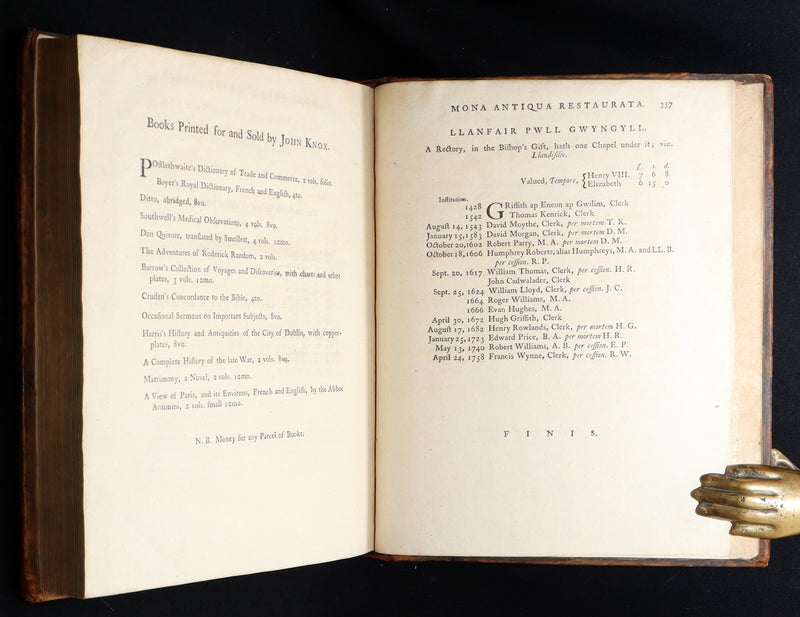 Books Printed for and Sold by JOHN KNOX.
POſtlethwaite's Dictionary of Trade and Commerce, 2 vols. folio.
Boyer's Royal Dictionary, French and Engliſh, 4to.
Ditto, abridged, 8vo.
Southwell's Medical Obſervations, 4 vols. 8vo.
Don Quixote, tranſlated by Smollett, 4 vols. 12mo.
The Adventures of Roderick Random, 2 vols.
Barrow's Collection of Voyages and Diſcoveries, with charts and other
plates, 3 vols. 12mo.
Cruden's Concordance to the Bible, 4to.
Occaſional Sermons on Important Subjects, 8vo.
Harris's Hiſtory and Antiquities of the City of Dublin, with copper-
plates, 8vo.
A Complete Hiſtory of the late War, 2 vols. 8vo.
Matrimony, a Novel, 2 vols. 12mo.
A View of Paris, and its Environs, French and Engliſh, by the Abbot
Antonini, 2 vols. ſmall 12mo.
N. B. Money for any Parcel of Books.
MONA ANTIQUA RESTAURATA. 357
LLANFAIR PWLL GWYNGYLL.
A Rectory, in the Biſhop's Gift, hath one Chapel under it; viz.
Llandiſilio.
£. s. d.
Valued, Tempore, { Henry VIII. 7 6 8
Elizabeth 6 15 0
Inſtitution.
1428 GRiffith ap Eneon ap Gwilim, Clerk
1542 Thomas Kentick, Clerk
Auguſt 14, 1543 David Moythe, Clerk, per mortem T. K.
January 15, 1583 David Morgan, Clerk, per mortem D. M.
October 20, 1602 Robert Parry, M. A. per mortem D. M.
October 18, 1606 Humphrey Roberts, alias Humphreys, M. A. and LL. B.
per ceſſion. R. P.
Sept. 20, 1617 William Thomas, Clerk, per ceſſion. H. R.
John Cadwalader, Clerk
Sept. 25, 1624 William Lloyd, Clerk, per ceſſion. J. C.
1664 Roger Williams, M. A.
1666 Evan Hughes, M. A.
April 30, 1672 Hugh Griffith, Clerk
Auguſt 17, 1682 Henry Rowlands, Clerk, per mortem H. G.
January 25, 1723 Edward Price, B. A. per mortem H. R.
May 13, 1740 Robert Williams, A. B. per ceſſion. E. P.
April 24, 1758 Francis Wynne, Clerk, per ceſſion. R. W.
F I N I S.